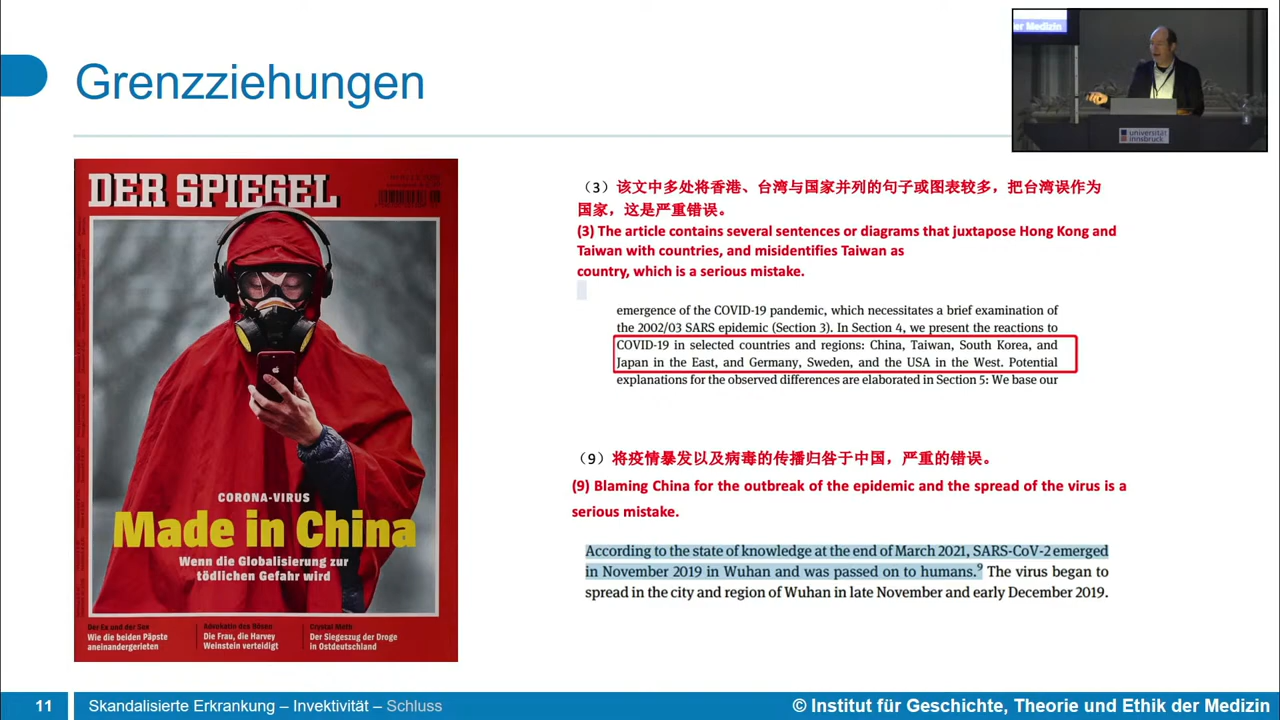 der Medizin
universität
innsbruck
Grenzziehungen
DER SPIEGEL
CORONA-VIRUS
Made in China
Wenn die Globalisierung zur
tödlichen Gefahr wird
Der Ex und der Sex
Wie die beiden Päpste
aneinandergerieten
Advokatin des Bösen
Die Frau, die Harvey
Weinstein verteidigt
Crystal Meth
Der Siegeszug der Droge
in Ostdeutschland
（3）该文中多处将香港、台湾与国家并列的句子或图表较多，把台湾误作为
国家，这是严重错误。
(3) The article contains several sentences or diagrams that juxtapose Hong Kong and
Taiwan with countries, and misidentifies Taiwan as
country, which is a serious mistake.
emergence of the COVID-19 pandemic, which necessitates a brief examination of
the 2002/03 SARS epidemic (Section 3). In Section 4, we present the reactions to
COVID-19 in selected countries and regions: China, Taiwan, South Korea, and
Japan in the East, and Germany, Sweden, and the USA in the West. Potential
explanations for the observed differences are elaborated in Section 5: We base our
（9）将疫情暴发以及病毒的传播归咎于中国，严重的错误。
(9) Blaming China for the outbreak of the epidemic and the spread of the virus is a
serious mistake.
According to the state of knowledge at the end of March 2021, SARS-CoV-2 emerged
in November 2019 in Wuhan and was passed on to humans.⁹ The virus began to
spread in the city and region of Wuhan in late November and early December 2019.
11 Skandalisierte Erkrankung – Invektivität – Schluss © Institut für Geschichte, Theorie und Ethik der Medizin